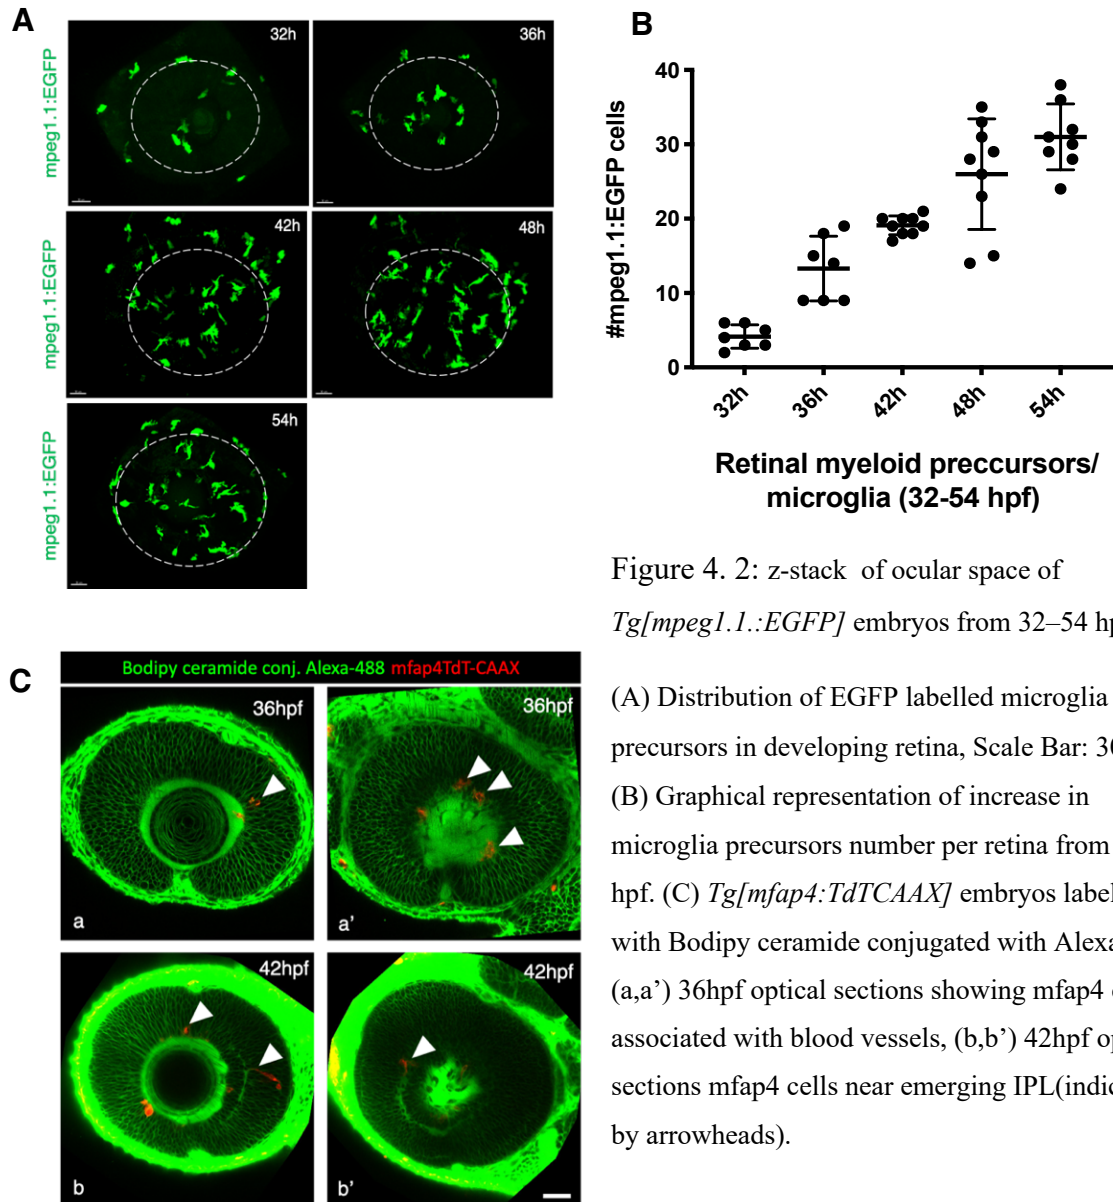 A
mpeg1.1:EGFP
32h
36h
mpeg1.1:EGFP
42h
48h
mpeg1.1:EGFP
54h
B
#mpeg1.1:EGFP cells
40
30
20
10
0
32h
36h
42h
48h
54h
Retinal myeloid preccursors/
microglia (32-54 hpf)
Figure 4. 2: z-stack of ocular space of
Tg[mpeg1.1.:EGFP] embryos from 32–54 hp
(A) Distribution of EGFP labelled microglia
precursors in developing retina, Scale Bar: 30
(B) Graphical representation of increase in
microglia precursors number per retina from
hpf. (C) Tg[mfap4:TdTCAAX] embryos label
with Bodipy ceramide conjugated with Alexa
(a,a’) 36hpf optical sections showing mfap4
associated with blood vessels, (b,b’) 42hpf op
sections mfap4 cells near emerging IPL(indic
by arrowheads).
C
Bodipy ceramide conj. Alexa-488 mfap4TdT-CAAX
36hpf
a
36hpf
a'
42hpf
b
42hpf
b'